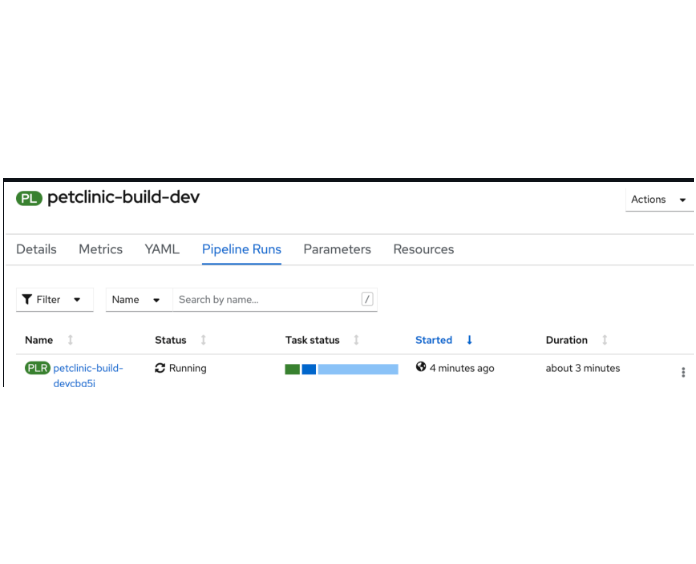 PL petclinic-build-dev
Actions
Details Metrics YAML Pipeline Runs Parameters Resources
Filter Name Search by name... /
Name Status Task status Started Duration
PLR petclinic-build- Running 4 minutes ago about 3 minutes
devcbg5i